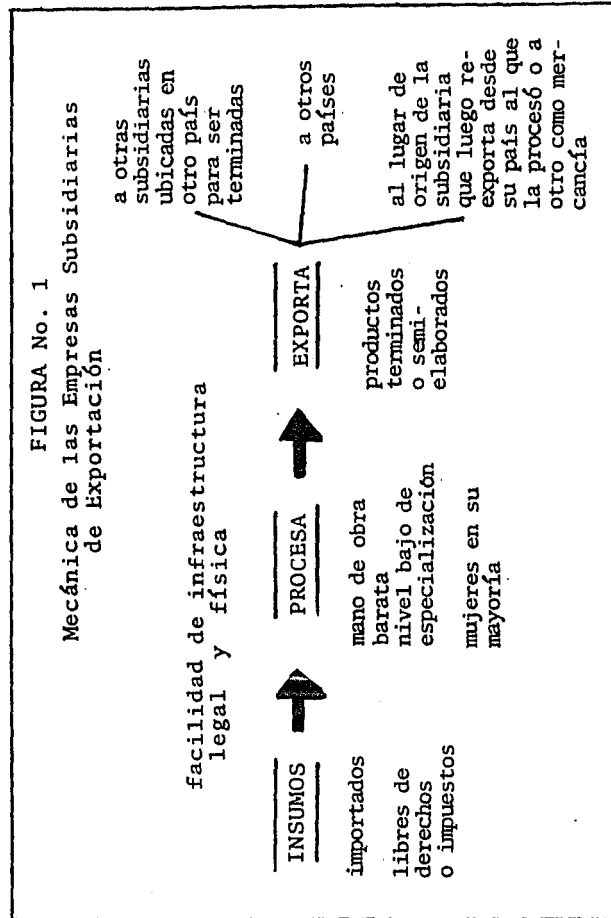 FIGURA No. 1
Mecánica de las Empresas Subsidiarias
de Exportación
facilidad de infraestructura
legal y física
INSUMOS
importados
libres de
derechos
o impuestos
PROCESA
mano de obra
barata
nivel bajo de
especialización
mujeres en su
mayoría
EXPORTA
productos
terminados
o semi-
elaborados
a otras
subsidiarias
ubicadas en
otro país
para ser
terminadas
a otros
países
al lugar de
origen de la
subsidiaria
que luego re-
exporta desde
su país al que
la procesó o a
otro como mer-
cancía